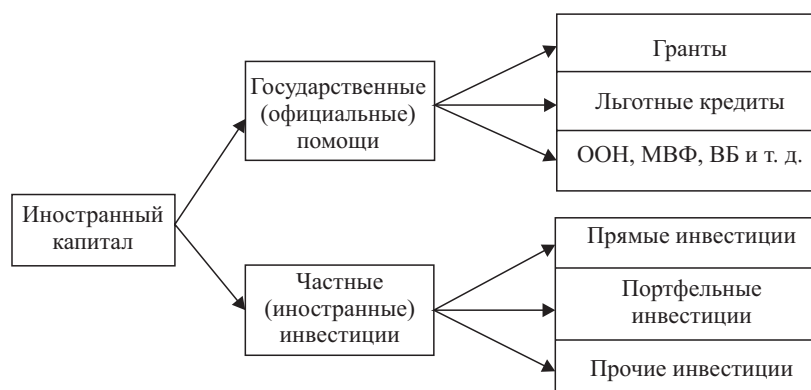 Иностранный
капитал
Государственные
(официальные)
помощи
Гранты
Льготные кредиты
ООН, МВФ, ВБ и т. д.
Частные
(иностранные)
инвестиции
Прямые инвестиции
Портфельные
инвестиции
Прочие инвестиции